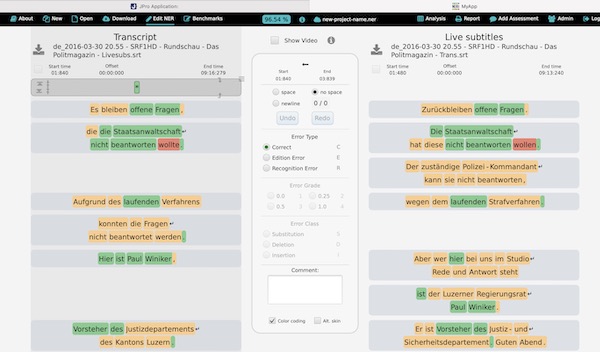 JPro Application
MyApp
About New Open Download Edit NER Benchmarks 96.54 % new-project-name.ner Analysis Report Add Assessment Admin
Transcript
de_2016-03-30 20.55 - SRF1HD - Rundschau - Das
Politmagazin - Livesubs.srt
Start time Offset End time
01:840 00:00:000 09:16:279
Es bleiben offene Fragen.
die die Staatsanwaltschaft↵
nicht beantworten wollte.
Aufgrund des laufenden Verfahrens
konnten die Fragen↵
nicht beantwortet werden.
Hier ist Paul Winiker,
Vorsteher des Justizdepartements↵
des Kantons Luzern.
Show Video
Start End
01:840 03:839
space no space
newline 0 / 0
Undo Redo
Error Type
Correct C
Edition Error E
Recognition Error R
Error Grade
0.0 1 0.25 3
0.5 1.0 4
Error Class
Substitution S
Deletion D
Insertion
Comment:
Color coding Alt. skin
Live subtitles
de_2016-03-30 20.55 - SRF1HD - Rundschau - Das
Politmagazin - Trans.srt
Start time Offset End time
01:480 00:00:000 09:13:240
Zurückbleiben offene Fragen.
Die Staatsanwaltschaft↵
hat diese nicht beantworten wollen.
Der zuständige Polizei-Kommandant↵
kann sie nicht beantworten,
wegen dem laufenden Strafverfahren.
Aber wer hier bei uns im Studio↵
Rede und Antwort steht
ist der Luzerner Regierungsrat↵
Paul Winiker.
Er ist Vorsteher des Justiz- und↵
Sicherheitsdepartement. Guten Abend.